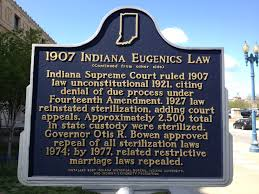 1907 INDIANA EUGENICS LAW
(Continued from other side)
Indiana Supreme Court ruled 1907
law unconstitutional 1921, citing
denial of due process under
Fourteenth Amendment. 1927 law
reinstated sterilization, adding court
appeals. Approximately 2,500 total
in state custody were sterilized.
Governor Otis R. Bowen approved
repeal of all sterilization laws
1974; by 1977, related restrictive
marriage laws repealed.
INSTALLED 2007 INDIANA HISTORICAL BUREAU, INDIANA UNIVERSITY,